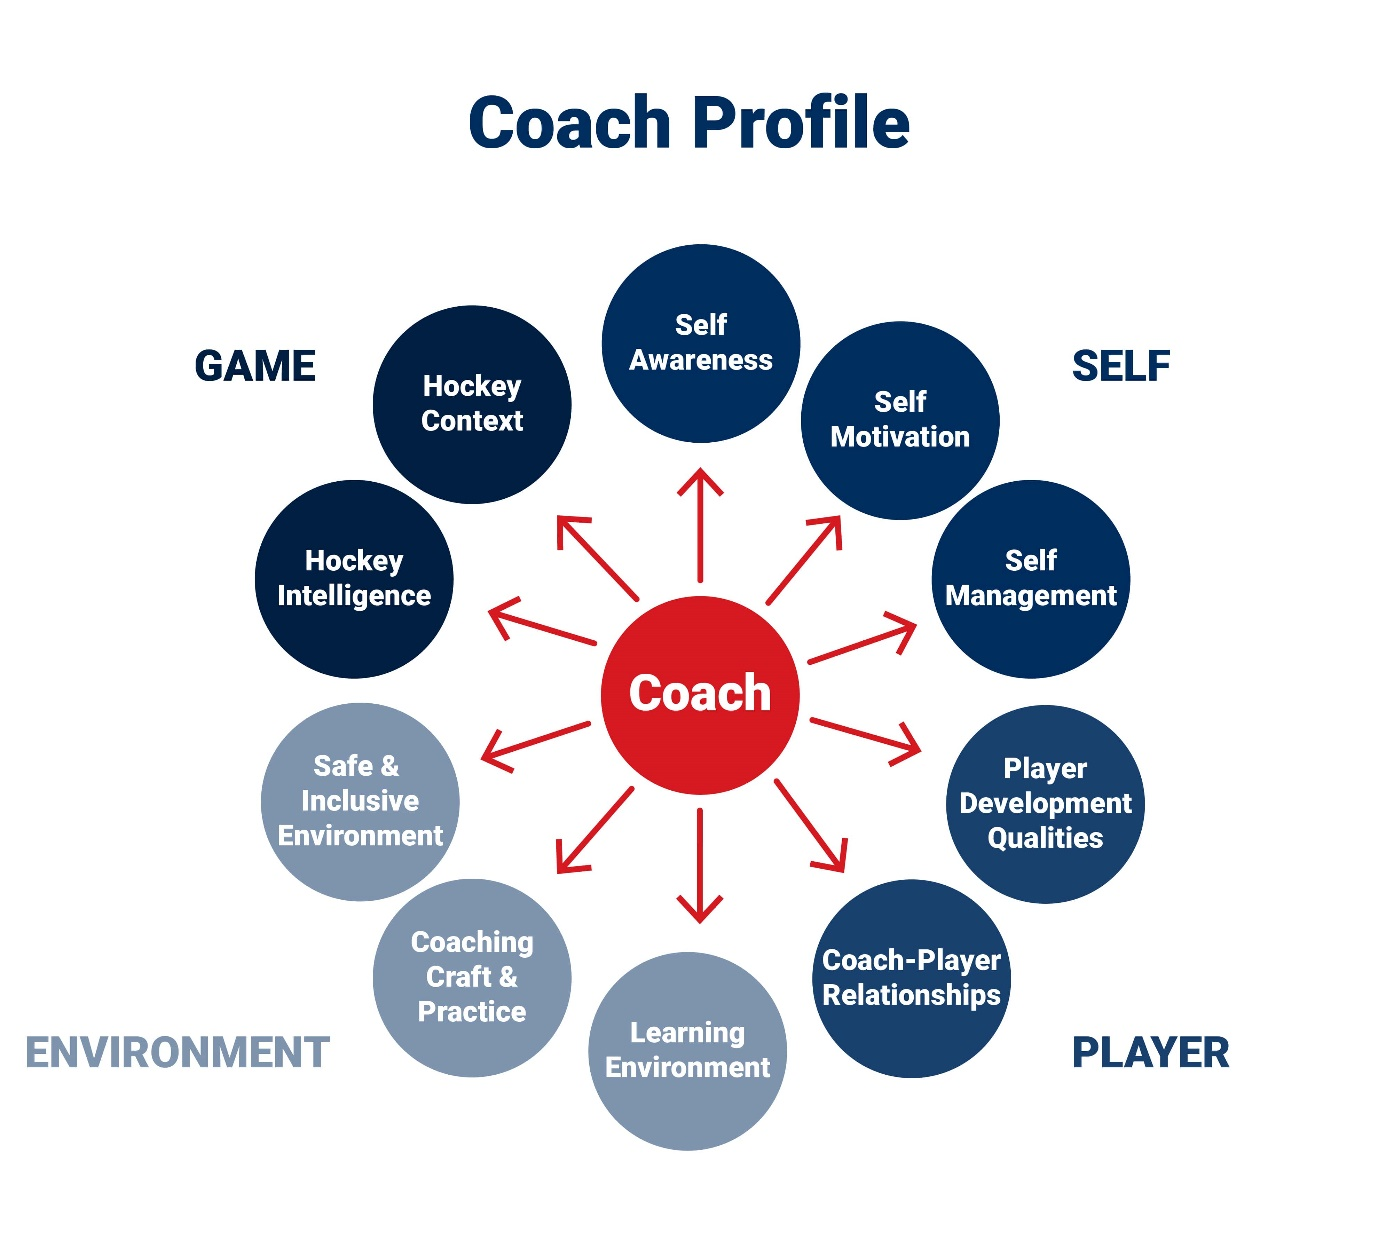 Coach Profile
GAME
SELF
Self
Awareness
Self
Motivation
Self
Management
Player
Development
Qualities
Coach-Player
Relationships
Learning
Environment
Coaching
Craft &
Practice
Safe &
Inclusive
Environment
Hockey
Intelligence
Hockey
Context
Coach
ENVIRONMENT
PLAYER